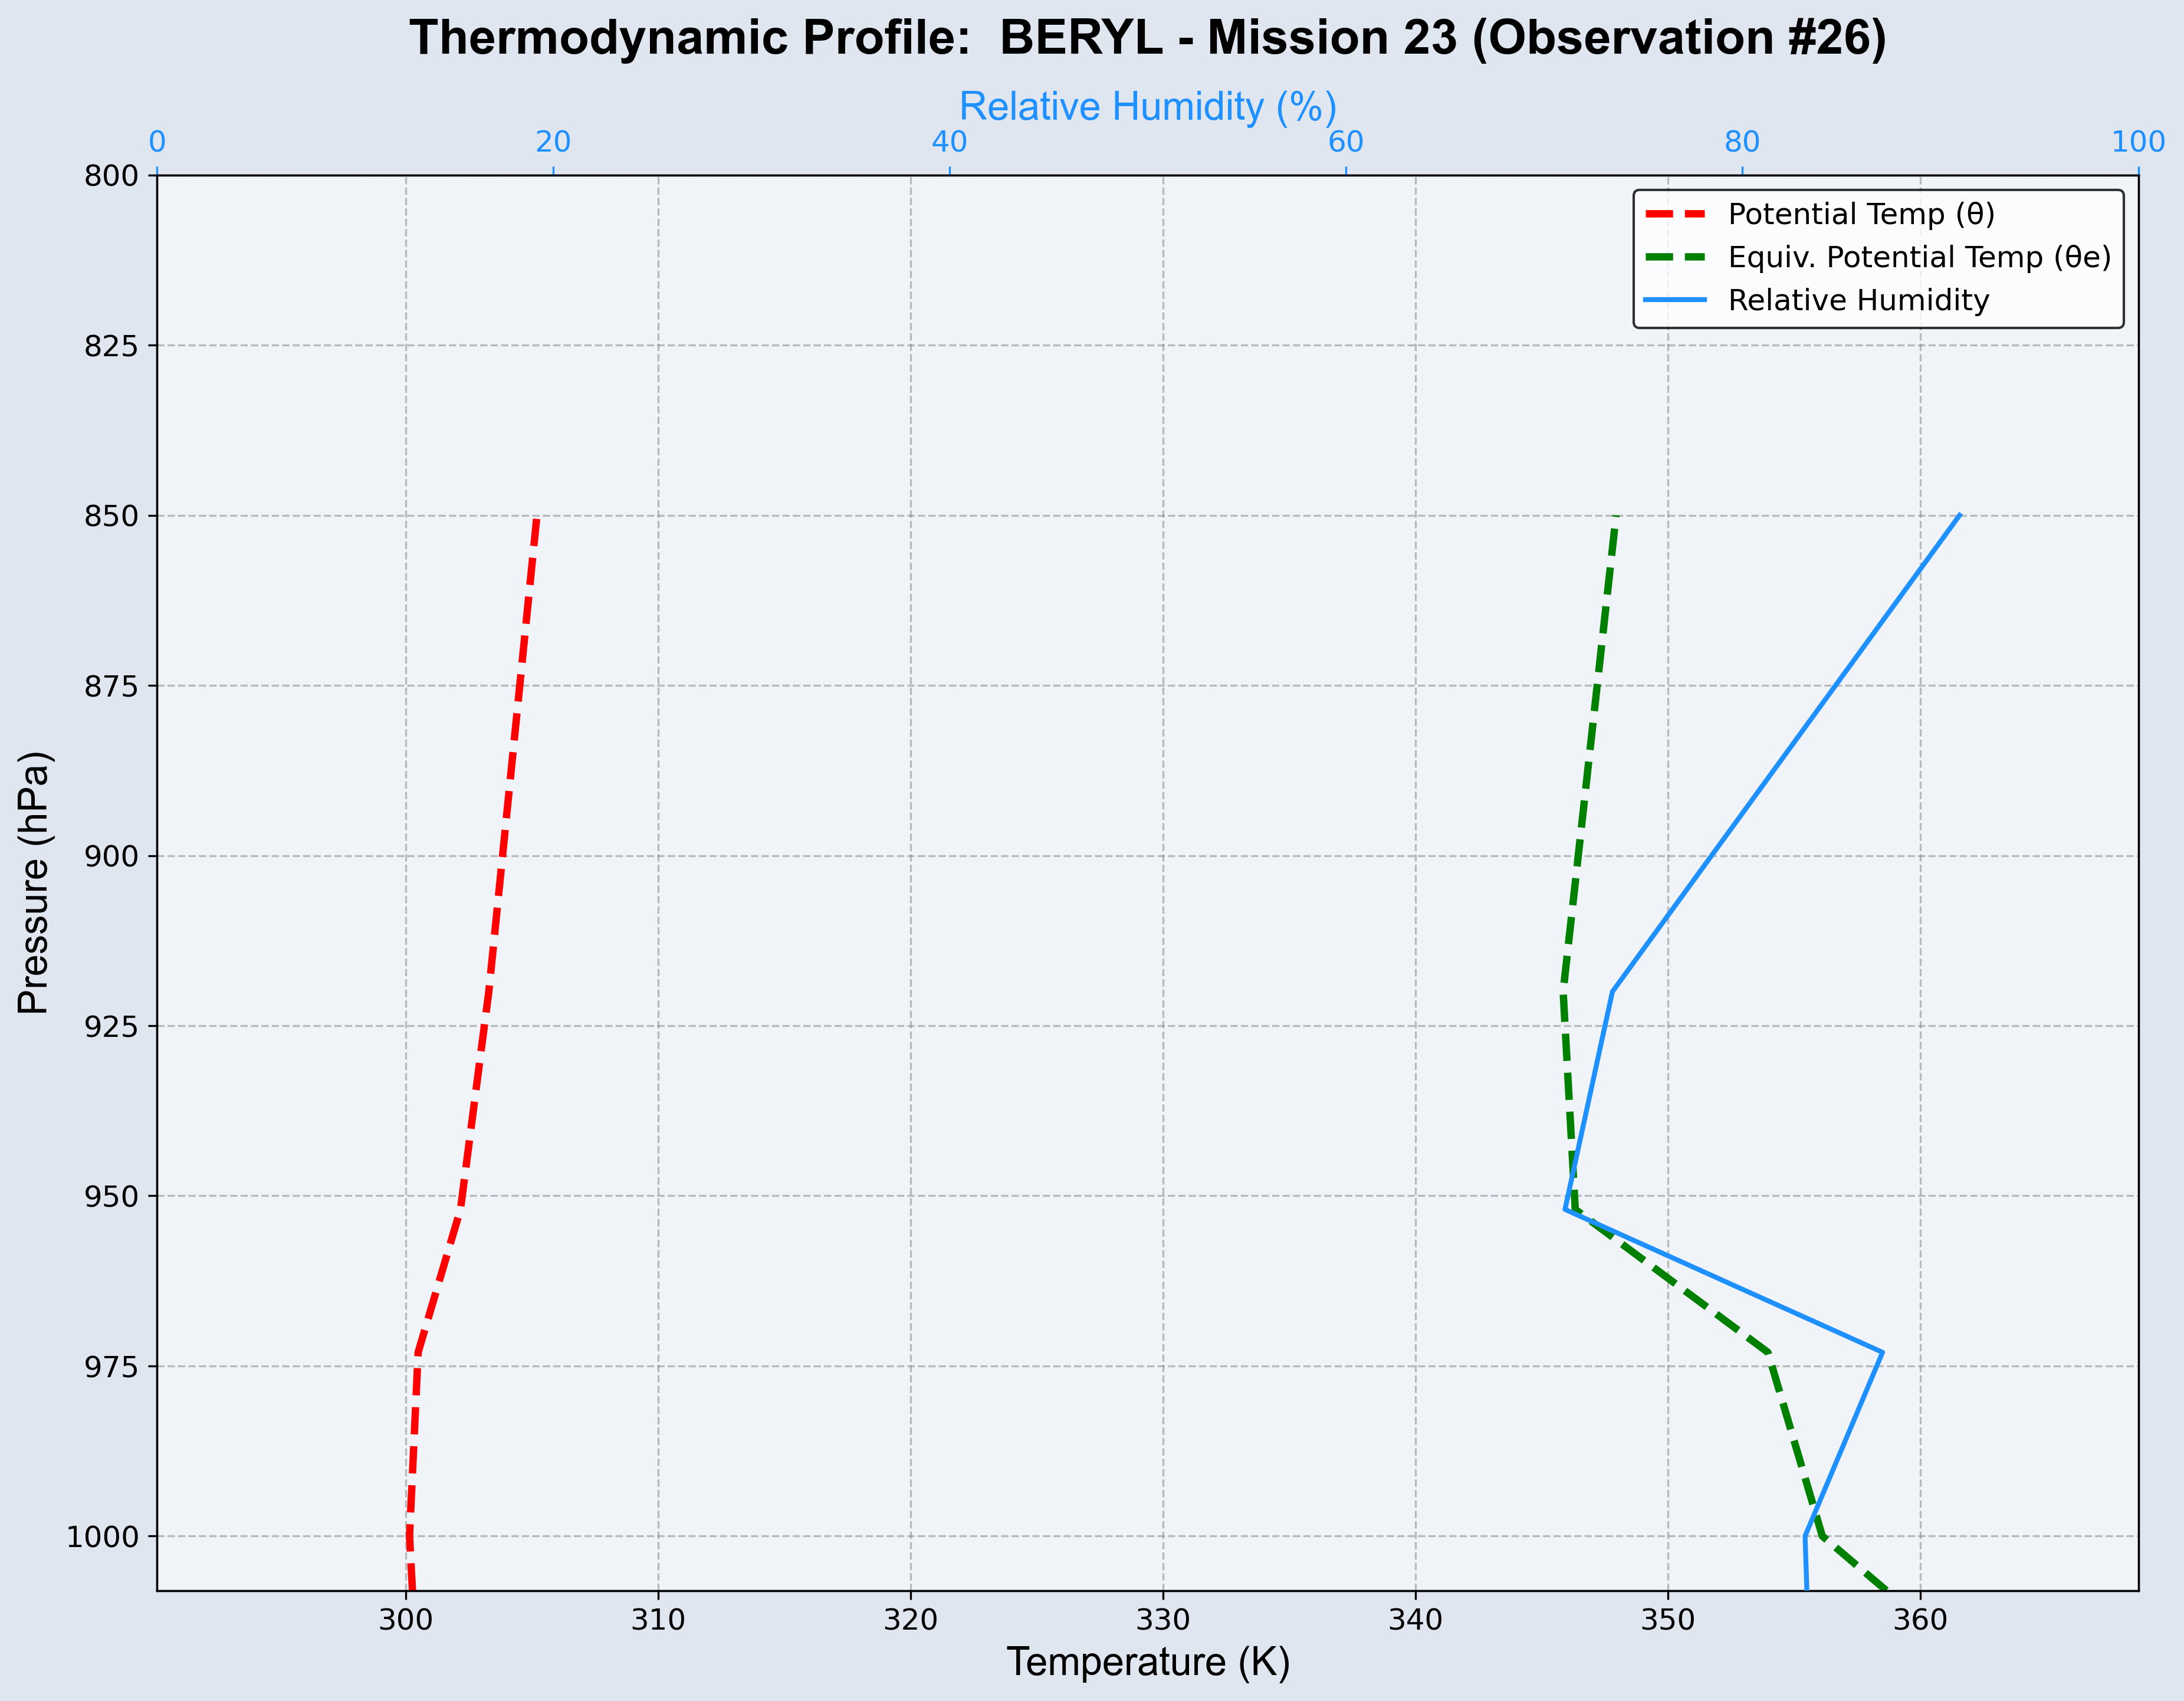 Thermodynamic Profile:  BERYL - Mission 23 (Observation #26)
Relative Humidity (%)
0 20 40 60 80 100
Potential Temp (θ)
Equiv. Potential Temp (θe)
Relative Humidity
Pressure (hPa)
800
825
850
875
900
925
950
975
1000
300 310 320 330 340 350 360
Temperature (K)